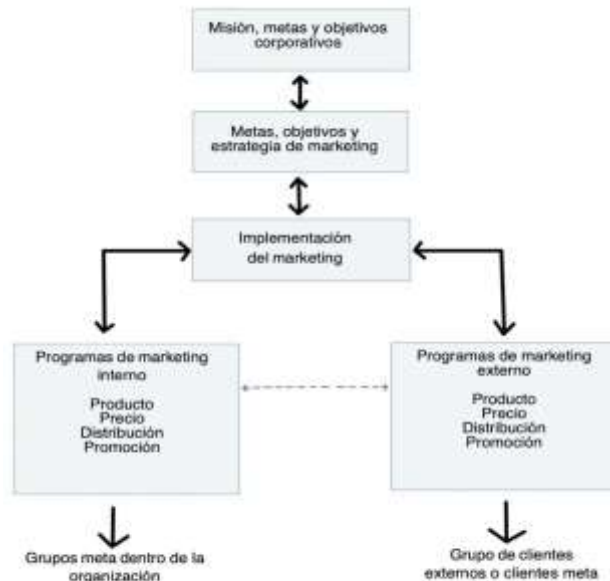 Misión, metas y objetivos
corporativos
Metas, objetivos y
estrategia de marketing
Implementación
del marketing
Programas de marketing
interno
Producto
Precio
Distribución
Promoción
Programas de marketing
externo
Producto
Precio
Distribución
Promoción
Grupos meta dentro de la
organización
Grupo de clientes
externos o clientes meta